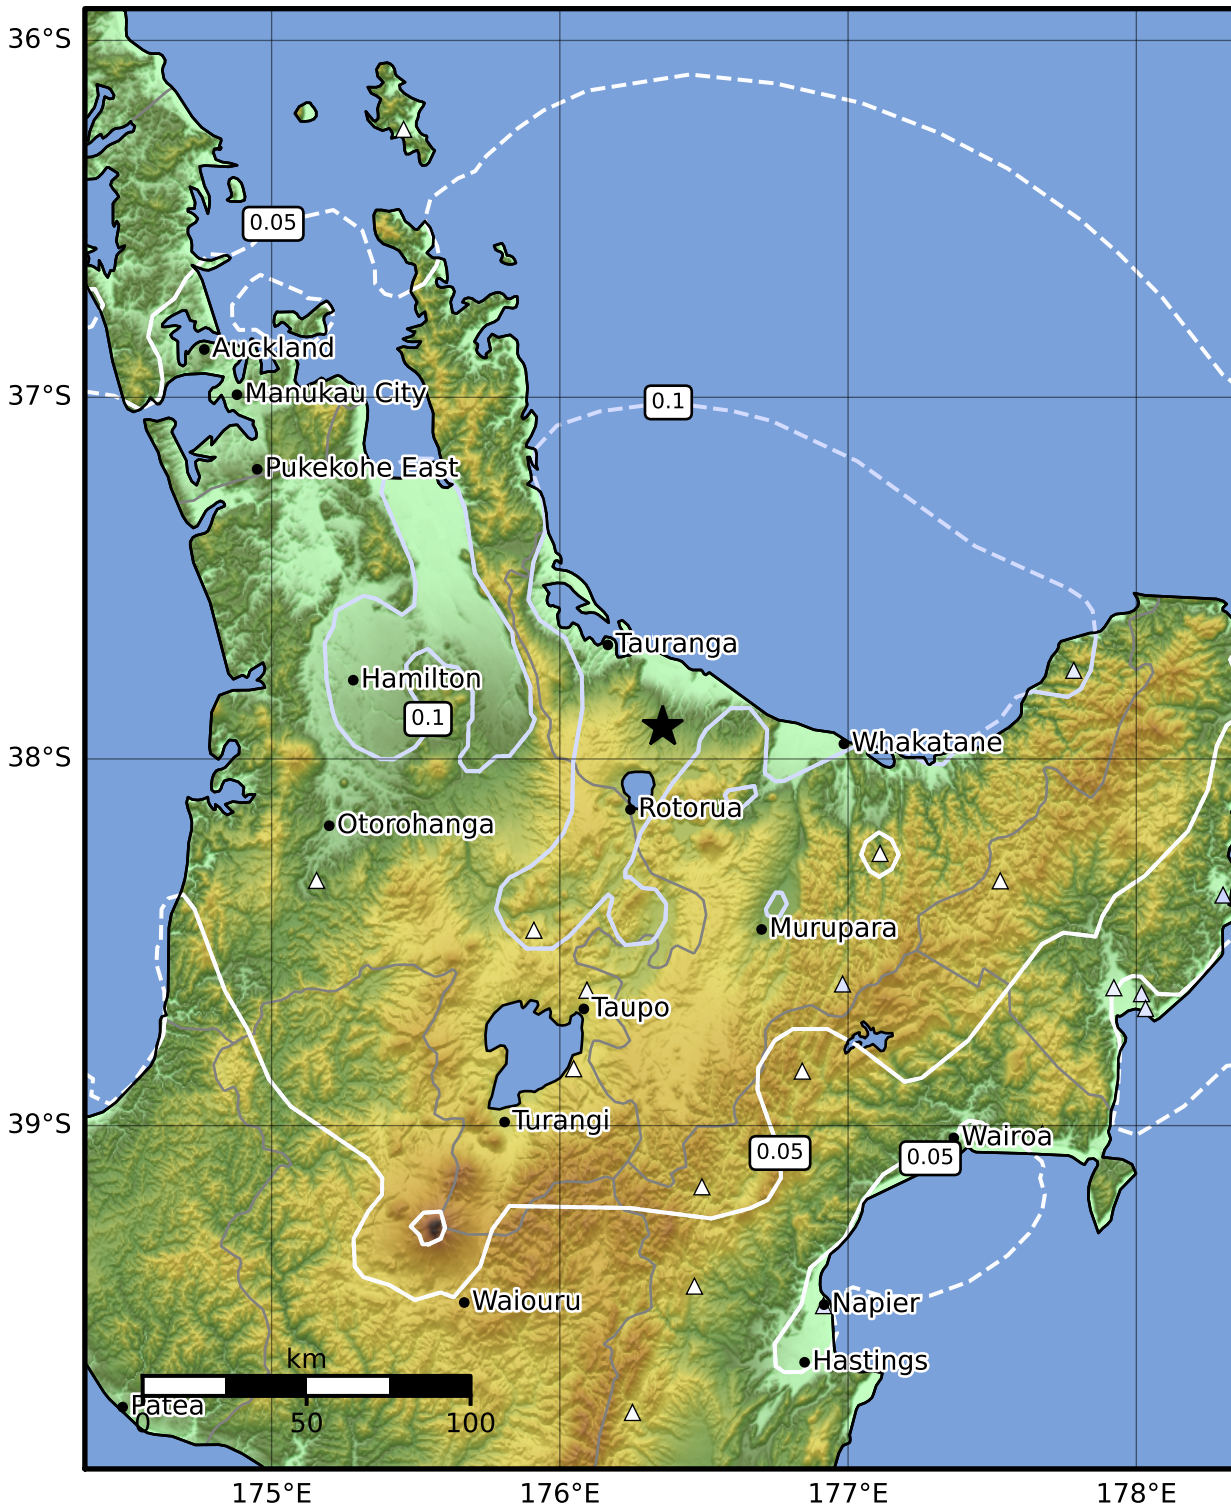 36°S
0.05
Auckland
37°S
0.1
Manukau City
Pukekohe East
Tauranga
Hamilton
0.1
Whakatane
38°S
Rotorua
Otorohanga
Murupara
Taupo
Turangi
39°S
Wairoa
0.05
0.05
Waiouru
Napier
km
Hastings
Patea
0
50
100
175°E
176°E
177°E
178°E